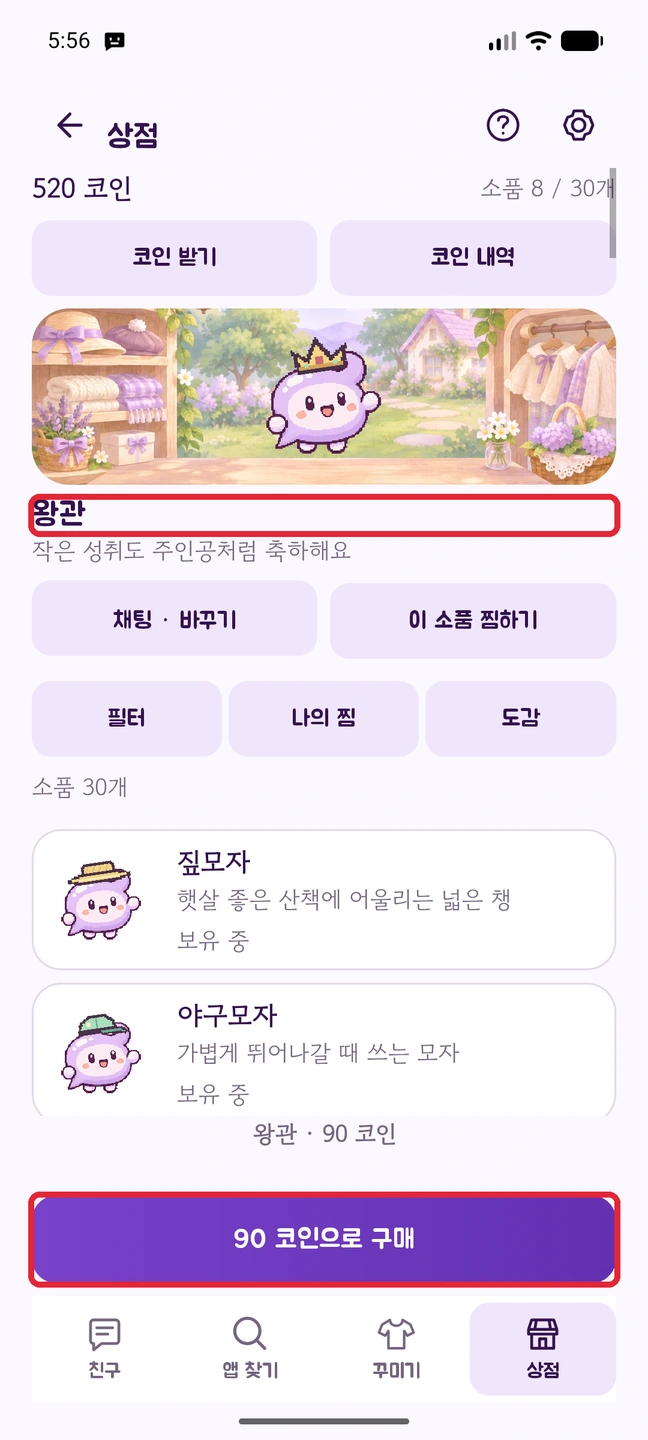 5:56
상점
520 코인
소품 8 / 30개
코인 받기
코인 내역
왕관
작은 성취도 주인공처럼 축하해요
채팅 · 바꾸기
이 소품 찜하기
필터
나의 찜
도감
소품 30개
짚모자
햇살 좋은 산책에 어울리는 넓은 챙
보유 중
야구모자
가볍게 뛰어나갈 때 쓰는 모자
보유 중
왕관 · 90 코인
90 코인으로 구매
친구
앱 찾기
꾸미기
상점